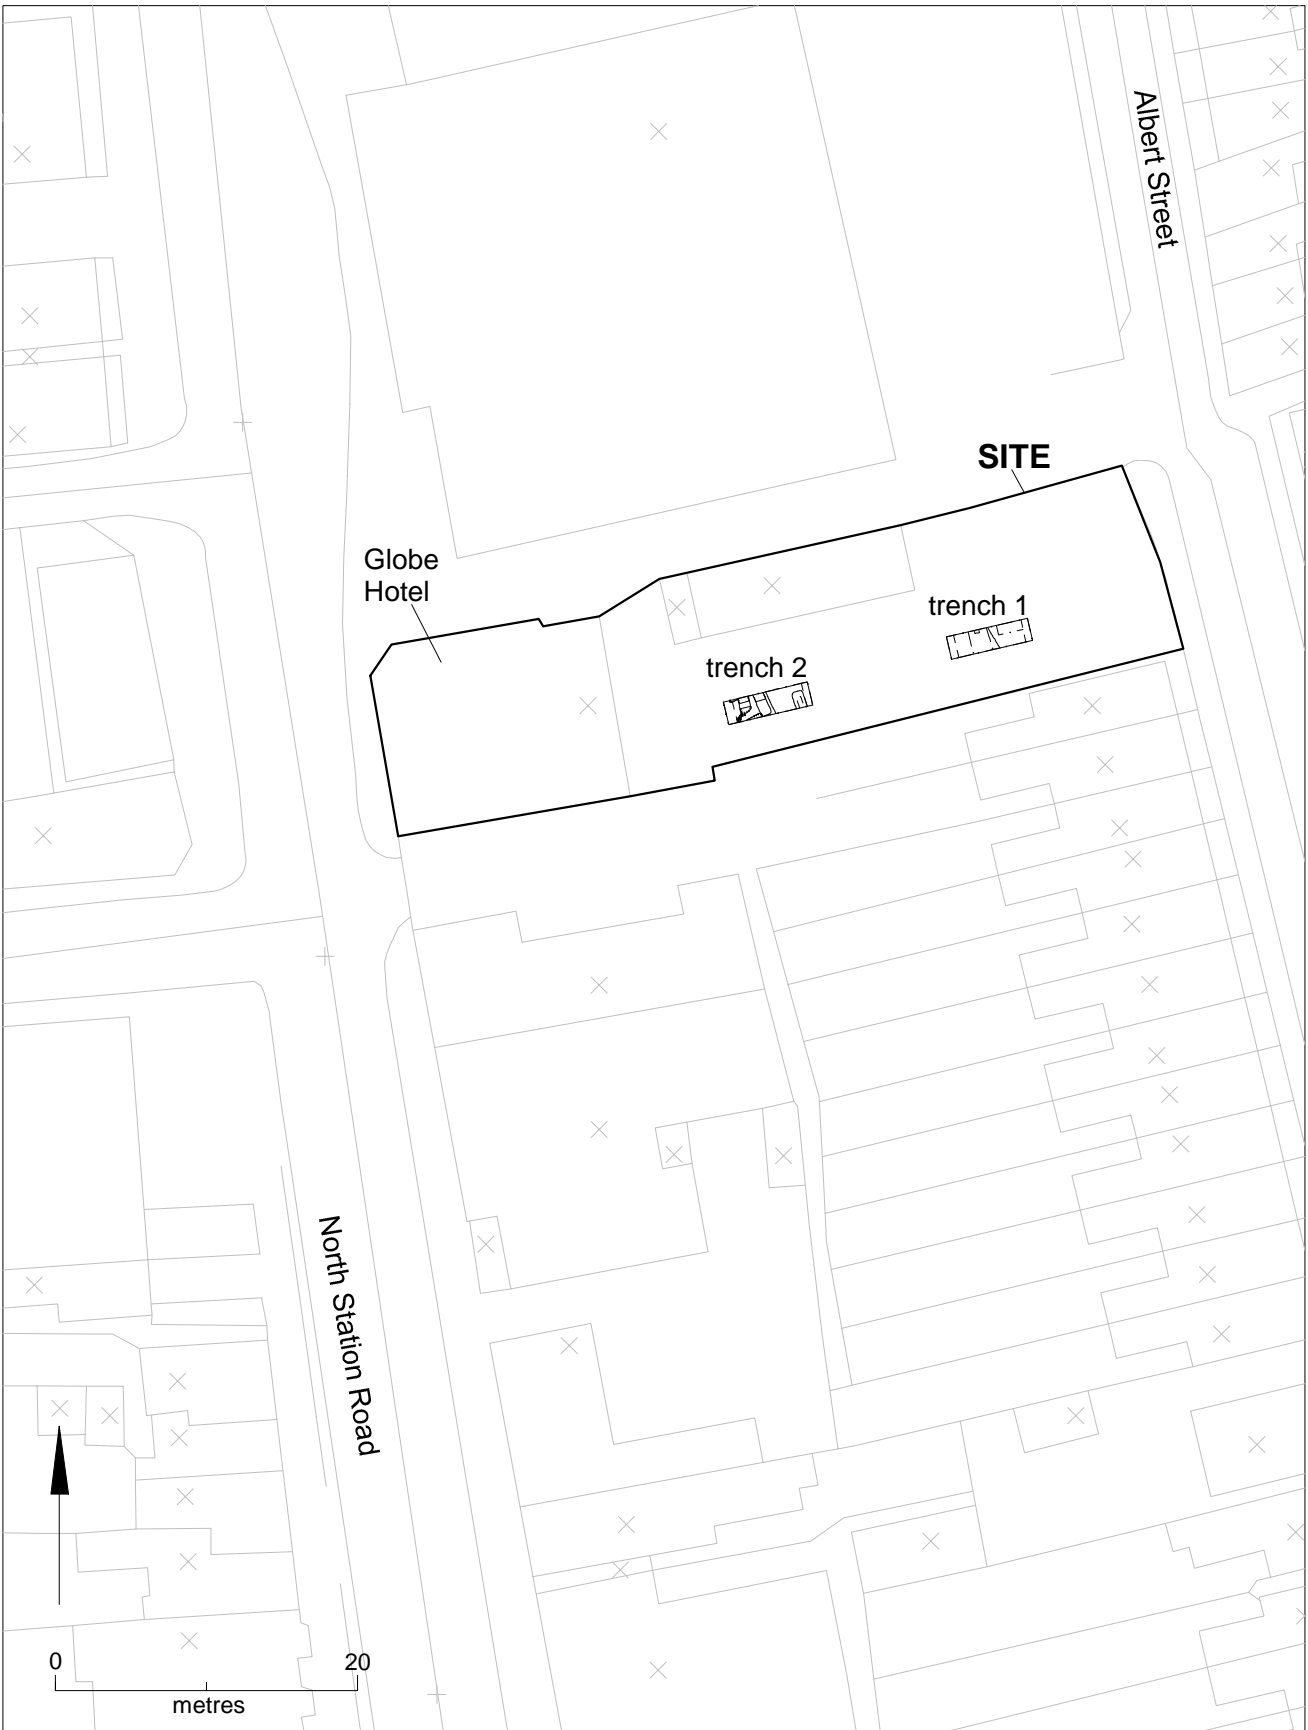 Albert Street
SITE
Globe
Hotel
trench 1
trench 2
North Station Road
0 20
metres